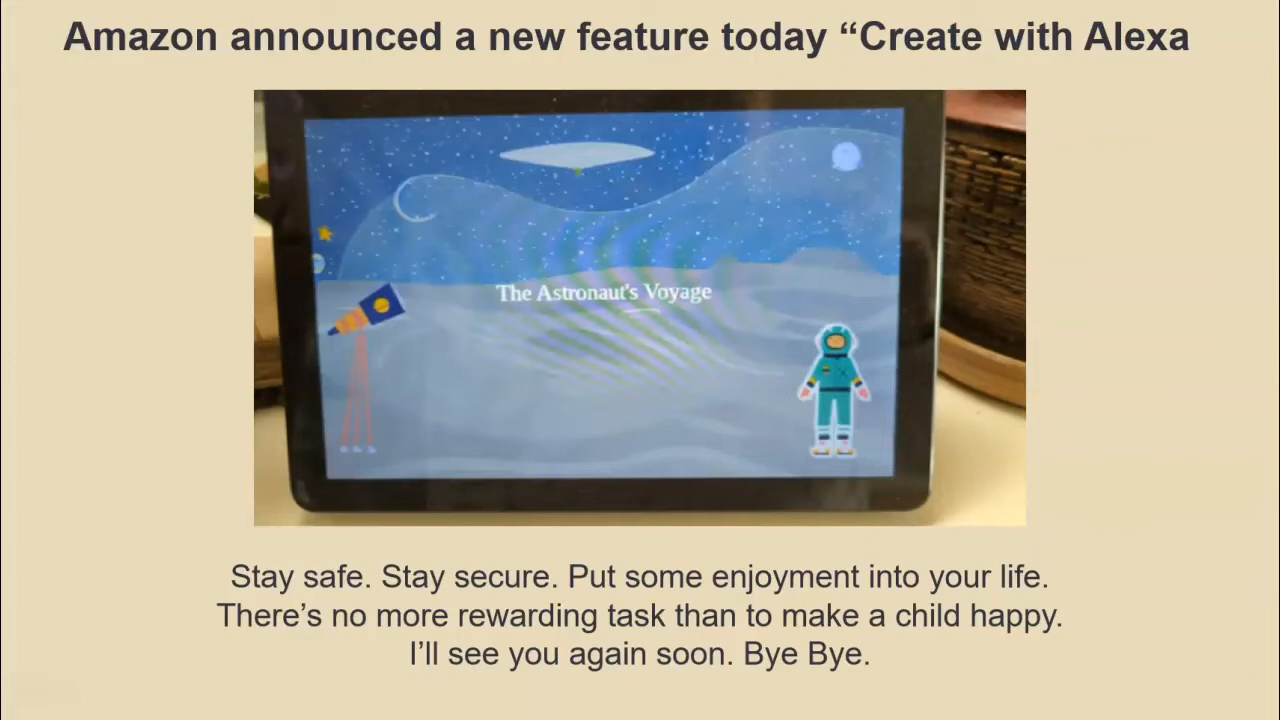 Amazon announced a new feature today “Create with Alexa
The Astronaut's Voyage
Stay safe. Stay secure. Put some enjoyment into your life.
There’s no more rewarding task than to make a child happy.
I’ll see you again soon. Bye Bye.